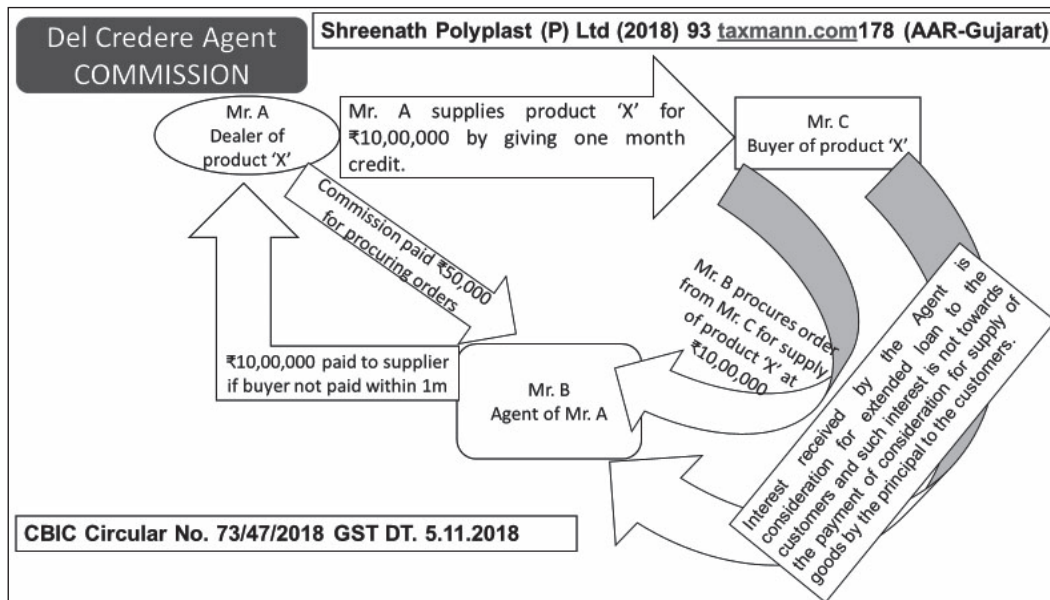 Del Credere Agent
COMMISSION
Shreenath Polyplast (P) Ltd (2018) 93 taxmann.com178 (AAR-Gujarat)
Mr. A
Dealer of
product ‘X’
Mr. A supplies product ‘X’ for
₹10,00,000 by giving one month
credit.
Mr. C
Buyer of product ‘X’
Commission paid ₹50,000
for procuring orders
Mr. B procures order
from Mr. C for supply
of product ‘X’ at
₹10,00,000
₹10,00,000 paid to supplier
if buyer not paid within 1m
Mr. B
Agent of Mr. A
Interest received by the Agent is
consideration for extended loan to the
customers and such interest is not towards
the payment of consideration for supply of
goods by the principal to the customers.
CBIC Circular No. 73/47/2018 GST DT. 5.11.2018